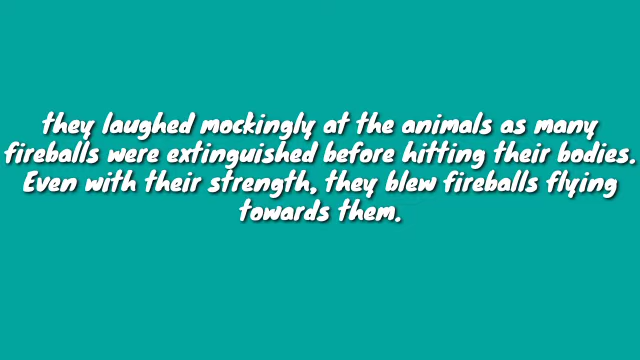 they laughed mockingly at the animals as many
fireballs were extinguished before hitting their bodies.
Even with their strength, they blew fireballs flying
towards them.